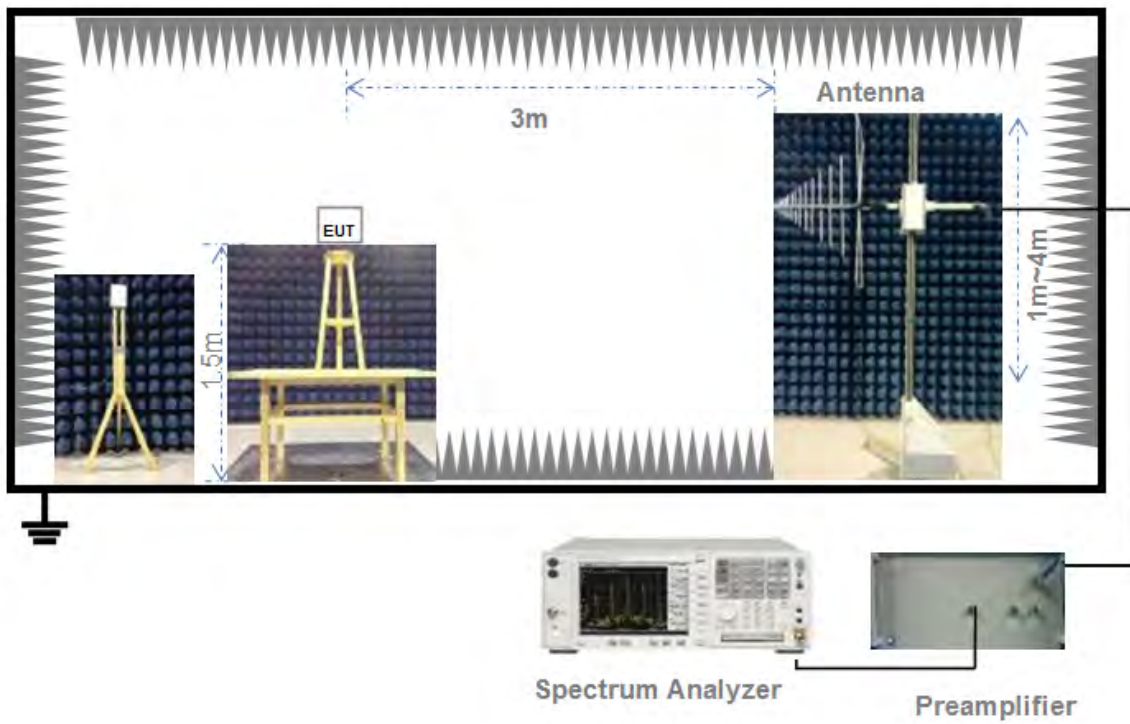 Antenna
3m
EUT
1m~4m
1.5m
Spectrum Analyzer
Preamplifier